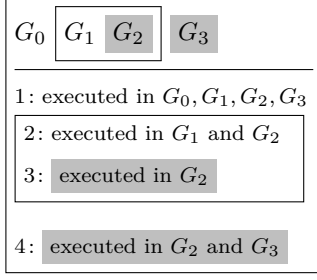 G₀ G₁ G₂ G₃
1: executed in G₀, G₁, G₂, G₃
2: executed in G₁ and G₂
3: executed in G₂
4: executed in G₂ and G₃